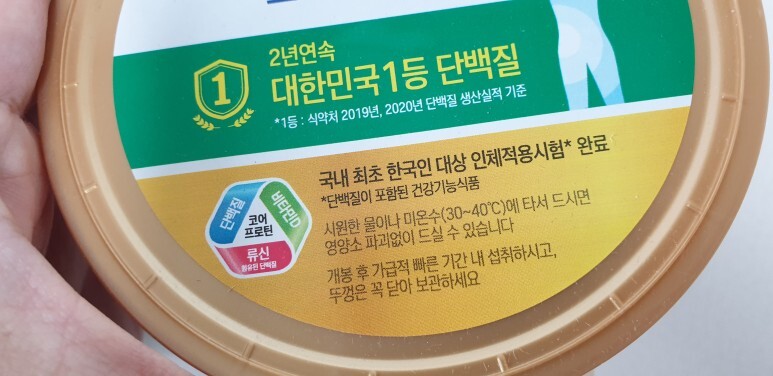 1
2년연속
대한민국1등 단백질
*1등 : 식약처 2019년, 2020년 단백질 생산실적 기준
국내 최초 한국인 대상 인체적용시험* 완료
*단백질이 포함된 건강기능식품
단백질
비타민D
코어
프로틴
류신
함유된 단백질
시원한 물이나 미온수(30~40℃)에 타서 드시면
영양소 파괴없이 드실 수 있습니다
개봉 후 가급적 빠른 기간 내 섭취하시고,
뚜껑은 꼭 닫아 보관하세요